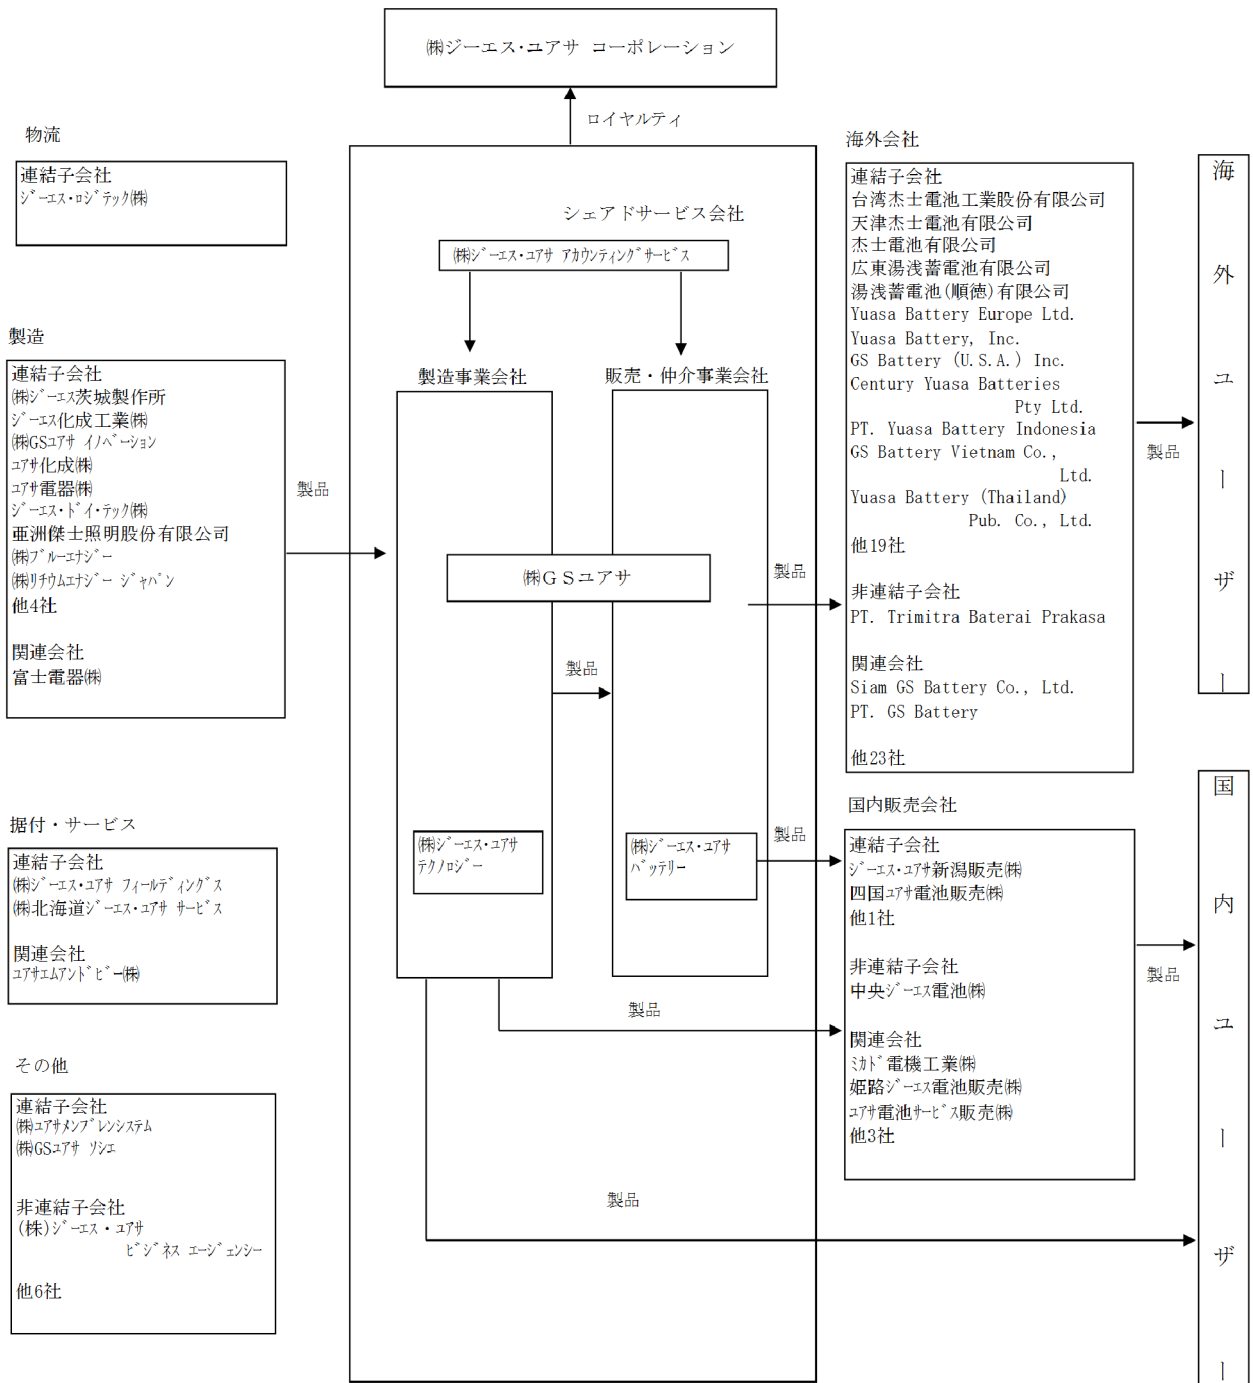 ㈱ジーエス・ユアサ コーポレーション
ロイヤルティ
物流
連結子会社
ジーエス・ロジテック㈱
製造
連結子会社
㈱ジーエス茨城製作所
ジーエス化成工業㈱
㈱GSユアサ イノベーション
ユアサ化成㈱
ユアサ電器㈱
ジーエス・ドイ・テック㈱
亜洲傑士照明股份有限公司
㈱ブルーエナジー
㈱リチウムエナジー ジャパン
他4社
関連会社
富士電器㈱
製品
据付・サービス
連結子会社
㈱ジーエス・ユアサ フィールディングス
㈱北海道ジーエス・ユアサ サービス
関連会社
ユアサエムアンドビー㈱
その他
連結子会社
㈱ユアサメンブレンシステム
㈱GSユアサ ソシエ
非連結子会社
(株)ジーエス・ユアサ
ビジネス エージェンシー
他6社
シェアドサービス会社
㈱ジーエス・ユアサ アカウンティングサービス
製造事業会社
販売・仲介事業会社
㈱ＧＳユアサ
製品
㈱ジーエス・ユアサ
テクノロジー
㈱ジーエス・ユアサ
バッテリー
製品
製品
製品
製品
海外会社
連結子会社
台湾杰士電池工業股份有限公司
天津杰士電池有限公司
杰士電池有限公司
広東湯浅蓄電池有限公司
湯浅蓄電池(順徳)有限公司
Yuasa Battery Europe Ltd.
Yuasa Battery, Inc.
GS Battery (U.S.A.) Inc.
Century Yuasa Batteries
Pty Ltd.
PT. Yuasa Battery Indonesia
GS Battery Vietnam Co.,
Ltd.
Yuasa Battery (Thailand)
Pub. Co., Ltd.
他19社
非連結子会社
PT. Trimitra Baterai Prakasa
関連会社
Siam GS Battery Co., Ltd.
PT. GS Battery
他23社
製品
海外ユーザー
国内販売会社
連結子会社
ジーエス・ユアサ新潟販売㈱
四国ユアサ電池販売㈱
他1社
非連結子会社
中央ジーエス電池㈱
関連会社
ミカド電機工業㈱
姫路ジーエス電池販売㈱
ユアサ電池サービス販売㈱
他3社
製品
国内ユーザー